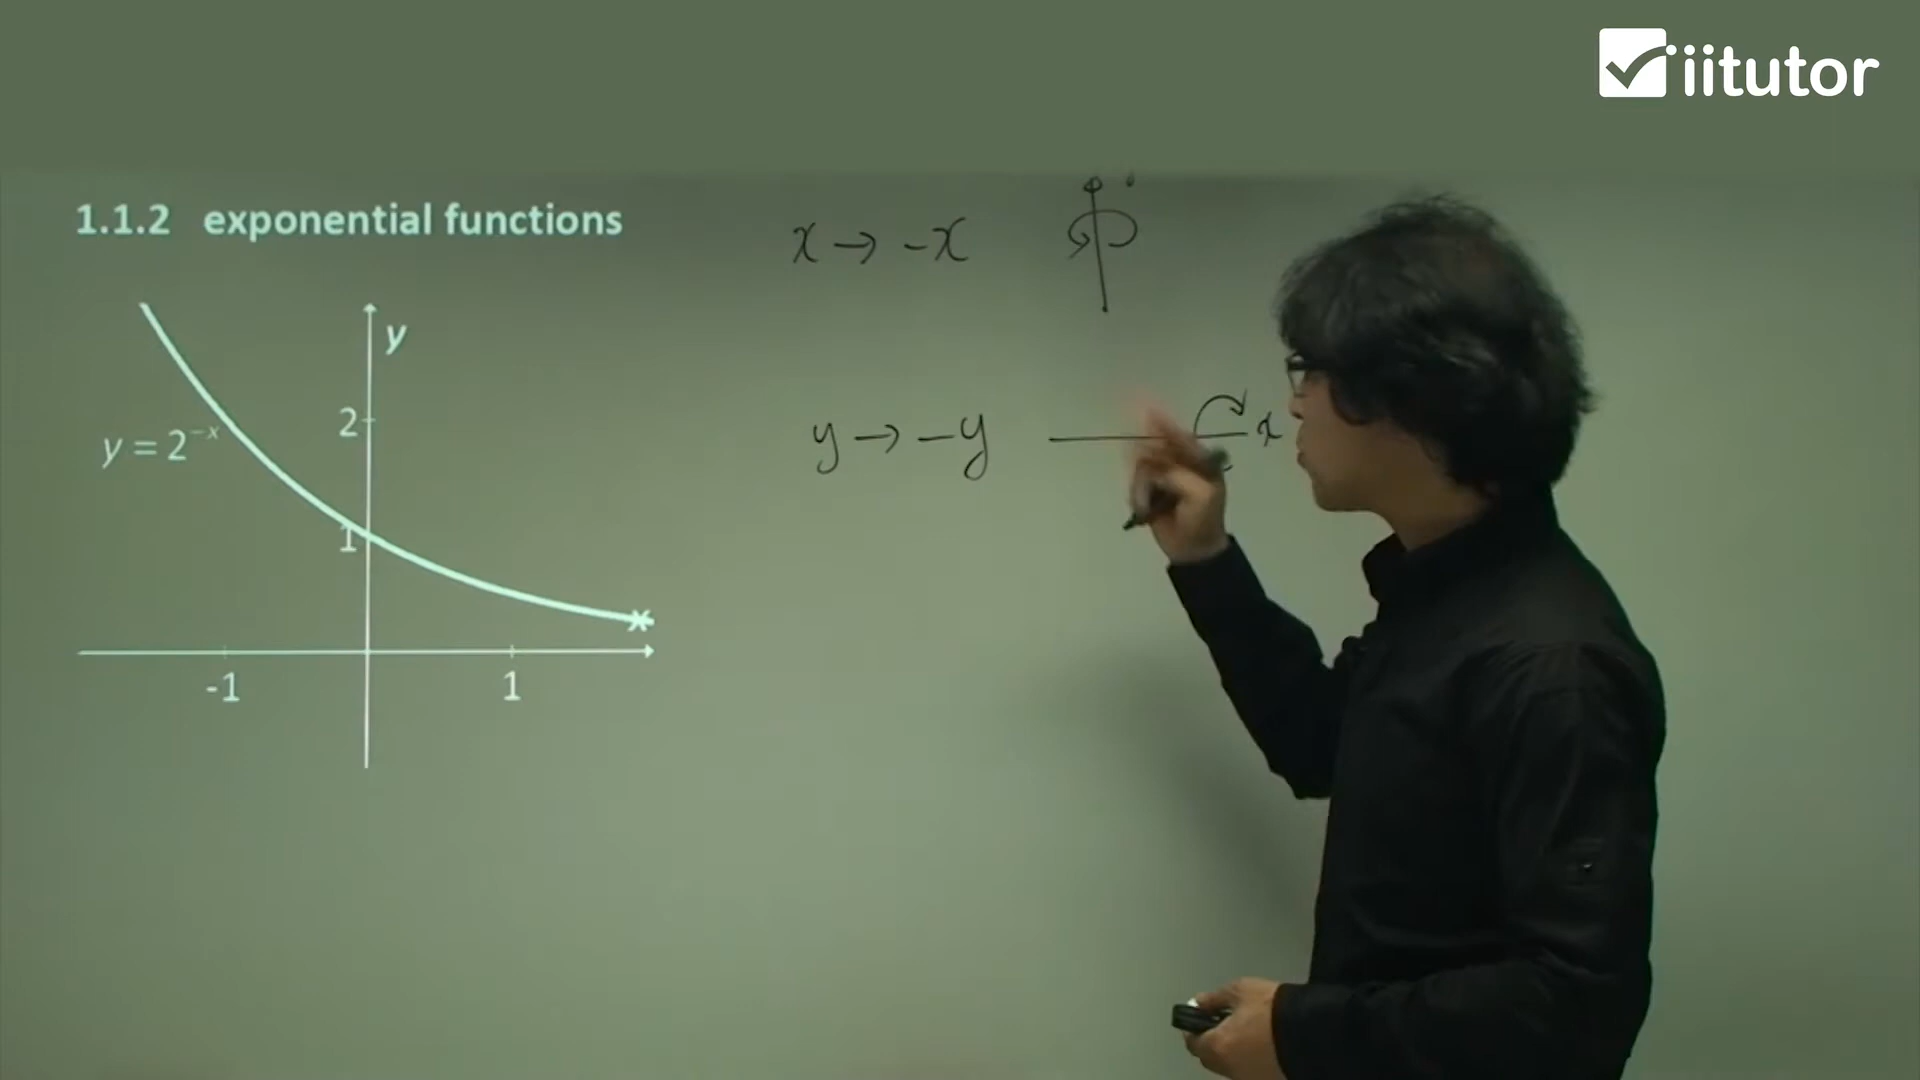 iitutor
1.1.2 exponential functions
x → -x
y
2
y = 2⁻ˣ
y → -y
x
1
x
-1
1